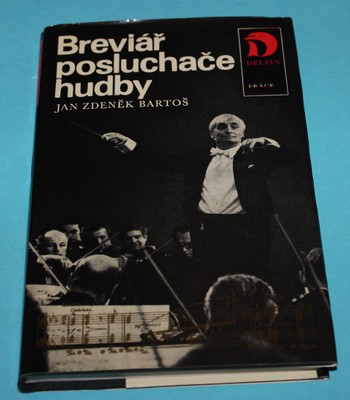 Breviář
posluchače
hudby
JAN ZDENĚK BARTOŠ
DELFÍN
PRÁCE